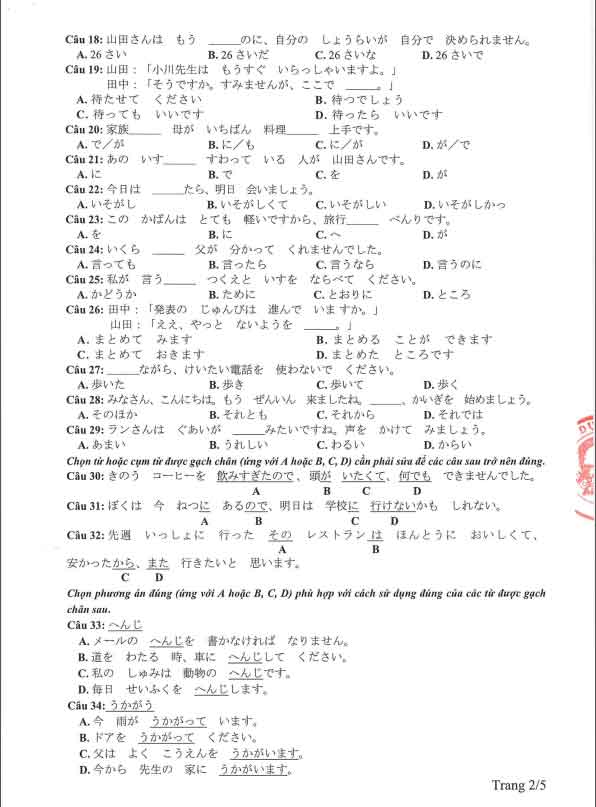 Câu 18: 山田さんは もう ______のに、自分の しょうらいが 自分で 決められません。
A. 26 さい B. 26 さいだ C. 26 さいな D. 26 さいで
Câu 19: 山田：「小川先生は もうすぐ いらっしゃいますよ。」
田中：「そうですか。すみませんが、ここで ______。」
A. 待たせて ください B. 待つでしょう
C. 待っても いいです D. 待ったら いいです
Câu 20: 家族______ 母が いちばん 料理______ 上手です。
A. で／が B. に／も C. に／が D. が／で
Câu 21: あの いす______ すわって いる 人が 山田さんです。
A. に B. で C. を D. が
Câu 22: 今日は ______たら、明日 会いましょう。
A. いそがし B. いそがしくて C. いそがしい D. いそがしかっ
Câu 23: この かばんは とても 軽いですから、旅行______ べんりです。
A. を B. に C. へ D. が
Câu 24: いくら ______ 父が 分かって くれませんでした。
A. 言っても B. 言ったら C. 言うなら D. 言うのに
Câu 25: 私が 言う______ つくえと いすを ならべて ください。
A. かどうか B. ために C. とおりに D. ところ
Câu 26: 田中：「発表の じゅんびは 進んで いますか。」
山田：「ええ、やっと ないようを ______。」
A. まとめて みます B. まとめる ことが できます
C. まとめて おきます D. まとめた ところです
Câu 27: ______ながら、けいたい電話を 使わないで ください。
A. 歩いた B. 歩き C. 歩いて D. 歩く
Câu 28: みなさん、こんにちは。もう ぜんいん 来ましたね。______、かいぎを 始めましょう。
A. そのほか B. それとも C. それから D. それでは
Câu 29: ランさんは ぐあいが ______みたいですね。声を かけて みましょう。
A. あまい B. うれしい C. わるい D. からい
Chọn từ hoặc cụm từ được gạch chân (ứng với A hoặc B, C, D) cần phải sửa để các câu sau trở nên đúng.
Câu 30: きのう コーヒーを 飲みすぎたので、頭が いたくて、何でも できませんでした。
A B C D
Câu 31: ぼくは 今 ねつに あるので、明日は 学校に 行けないかも しれない。
A B C D
Câu 32: 先週 いっしょに 行った その レストラン は ほんとうに おいしくて、
A B
安かったから、また 行きたいと 思います。
C D
Chọn phương án đúng (ứng với A hoặc B, C, D) phù hợp với cách sử dụng đúng của các từ được gạch
chân sau.
Câu 33: へんじ
A. メールの へんじを 書かなければ なりません。
B. 道を わたる 時、車に へんじして ください。
C. 私の しゅみは 動物の へんじです。
D. 毎日 せいふくを へんじします。
Câu 34: うかがう
A. 今 雨が うかがって います。
B. ドアを うかがって ください。
C. 父は よく こうえんを うかがいます。
D. 今から 先生の 家に うかがいます。
Trang 2/5